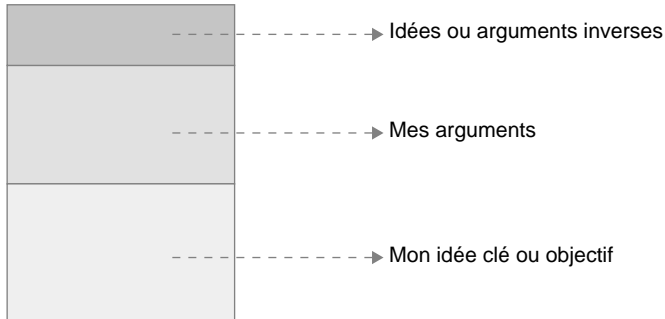 Idées ou arguments inverses
Mes arguments
Mon idée clé ou objectif